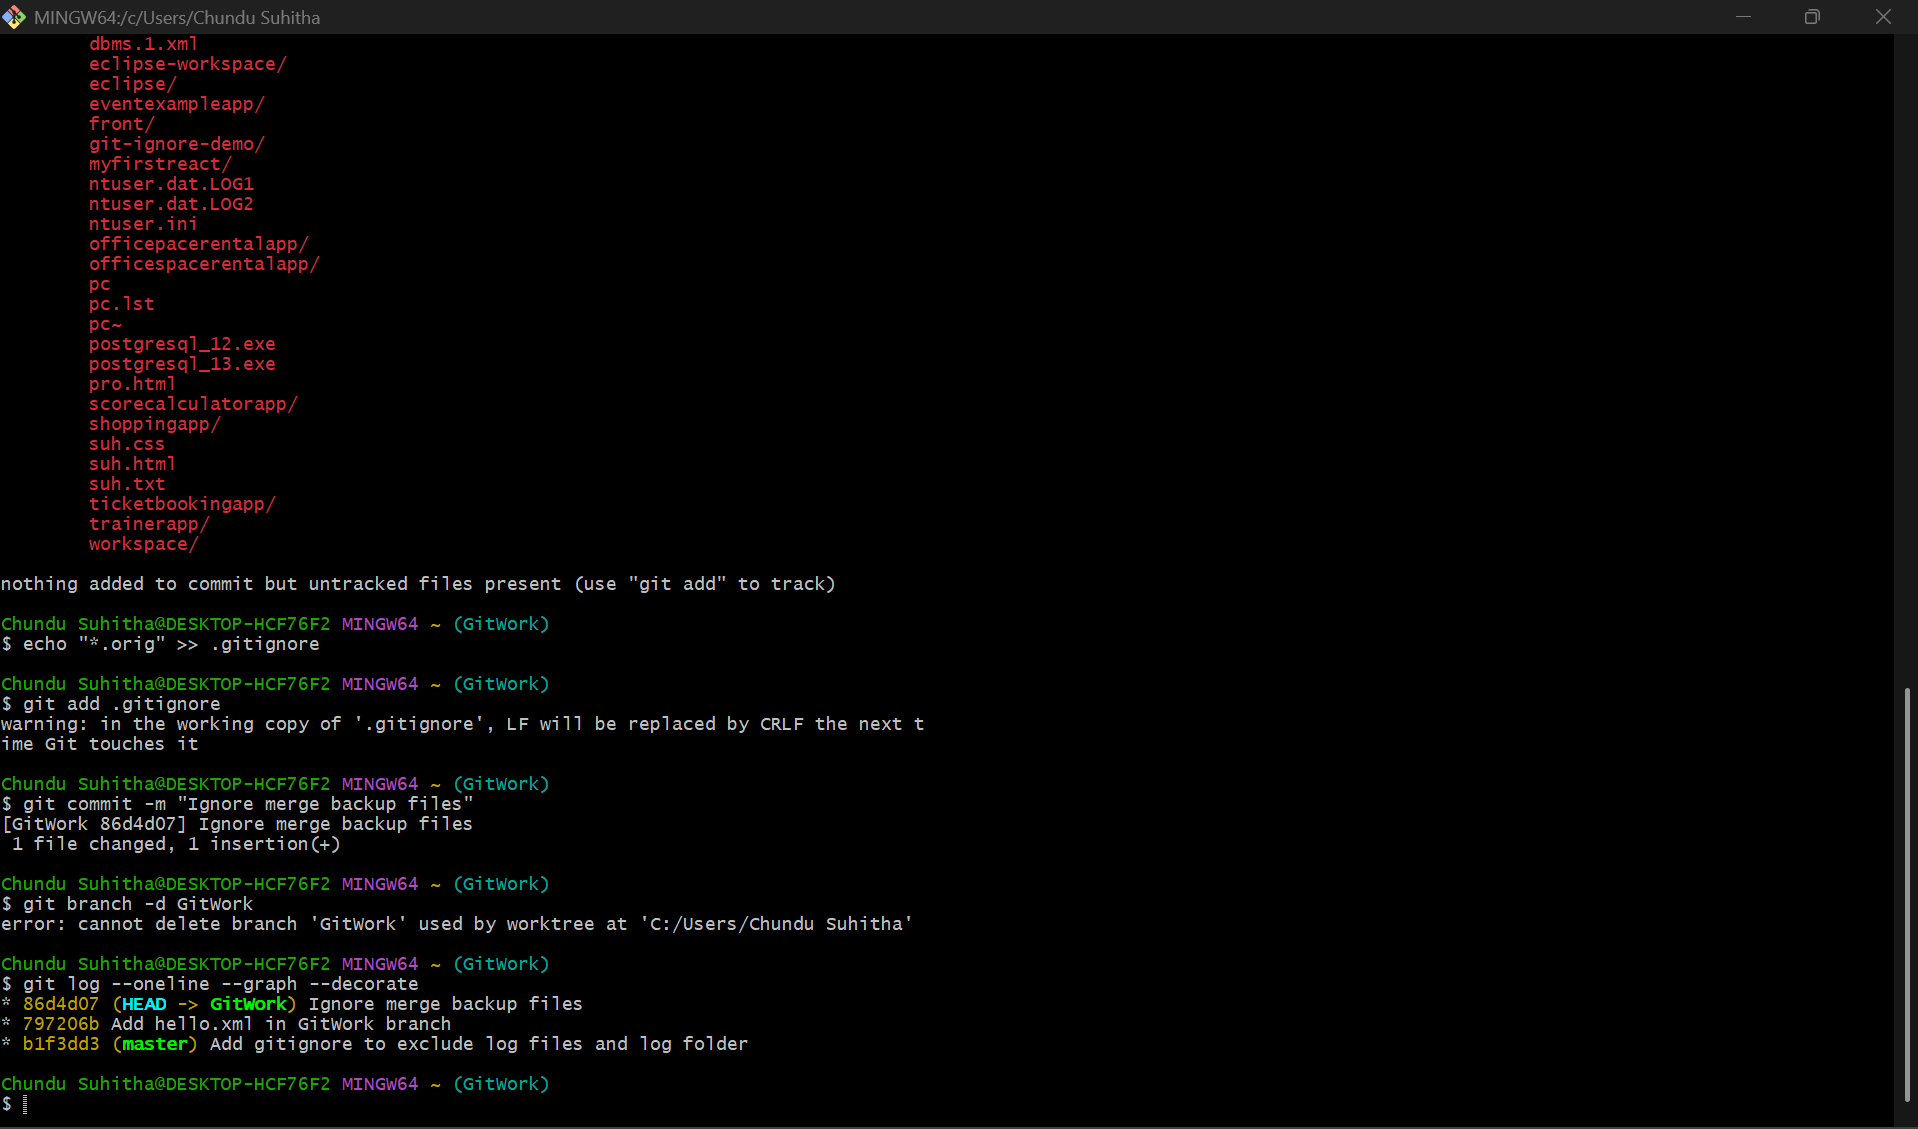 MINGW64:/c/Users/Chundu Suhitha
dbms.1.xml
eclipse-workspace/
eclipse/
eventexampleapp/
front/
git-ignore-demo/
myfirstreact/
ntuser.dat.LOG1
ntuser.dat.LOG2
ntuser.ini
officepacerentalapp/
officespacerentalapp/
pc
pc.lst
pc~
postgresql_12.exe
postgresql_13.exe
pro.html
scorecalculatorapp/
shoppingapp/
suh.css
suh.html
suh.txt
ticketbookingapp/
trainerapp/
workspace/
nothing added to commit but untracked files present (use "git add" to track)
Chundu Suhitha@DESKTOP-HCF76F2 MINGW64 ~ (GitWork)
$ echo "*.orig" >> .gitignore
Chundu Suhitha@DESKTOP-HCF76F2 MINGW64 ~ (GitWork)
$ git add .gitignore
warning: in the working copy of '.gitignore', LF will be replaced by CRLF the next t
ime Git touches it
Chundu Suhitha@DESKTOP-HCF76F2 MINGW64 ~ (GitWork)
$ git commit -m "Ignore merge backup files"
[GitWork 86d4d07] Ignore merge backup files
 1 file changed, 1 insertion(+)
Chundu Suhitha@DESKTOP-HCF76F2 MINGW64 ~ (GitWork)
$ git branch -d GitWork
error: cannot delete branch 'GitWork' used by worktree at 'C:/Users/Chundu Suhitha'
Chundu Suhitha@DESKTOP-HCF76F2 MINGW64 ~ (GitWork)
$ git log --oneline --graph --decorate
* 86d4d07 (HEAD -> GitWork) Ignore merge backup files
* 797206b Add hello.xml in GitWork branch
* b1f3dd3 (master) Add gitignore to exclude log files and log folder
Chundu Suhitha@DESKTOP-HCF76F2 MINGW64 ~ (GitWork)
$